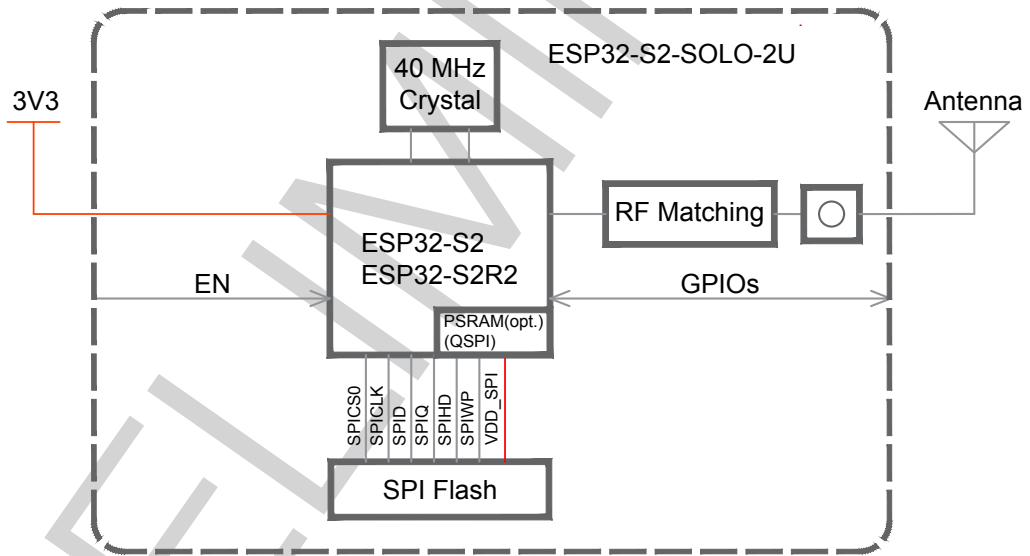 ESP32-S2-SOLO-2U
40 MHz
Crystal
3V3
Antenna
RF Matching
ESP32-S2
ESP32-S2R2
EN
GPIOs
PSRAM(opt.)
(QSPI)
SPICS0
SPICLK
SPID
SPIQ
SPIHD
SPIWP
VDD_SPI
SPI Flash